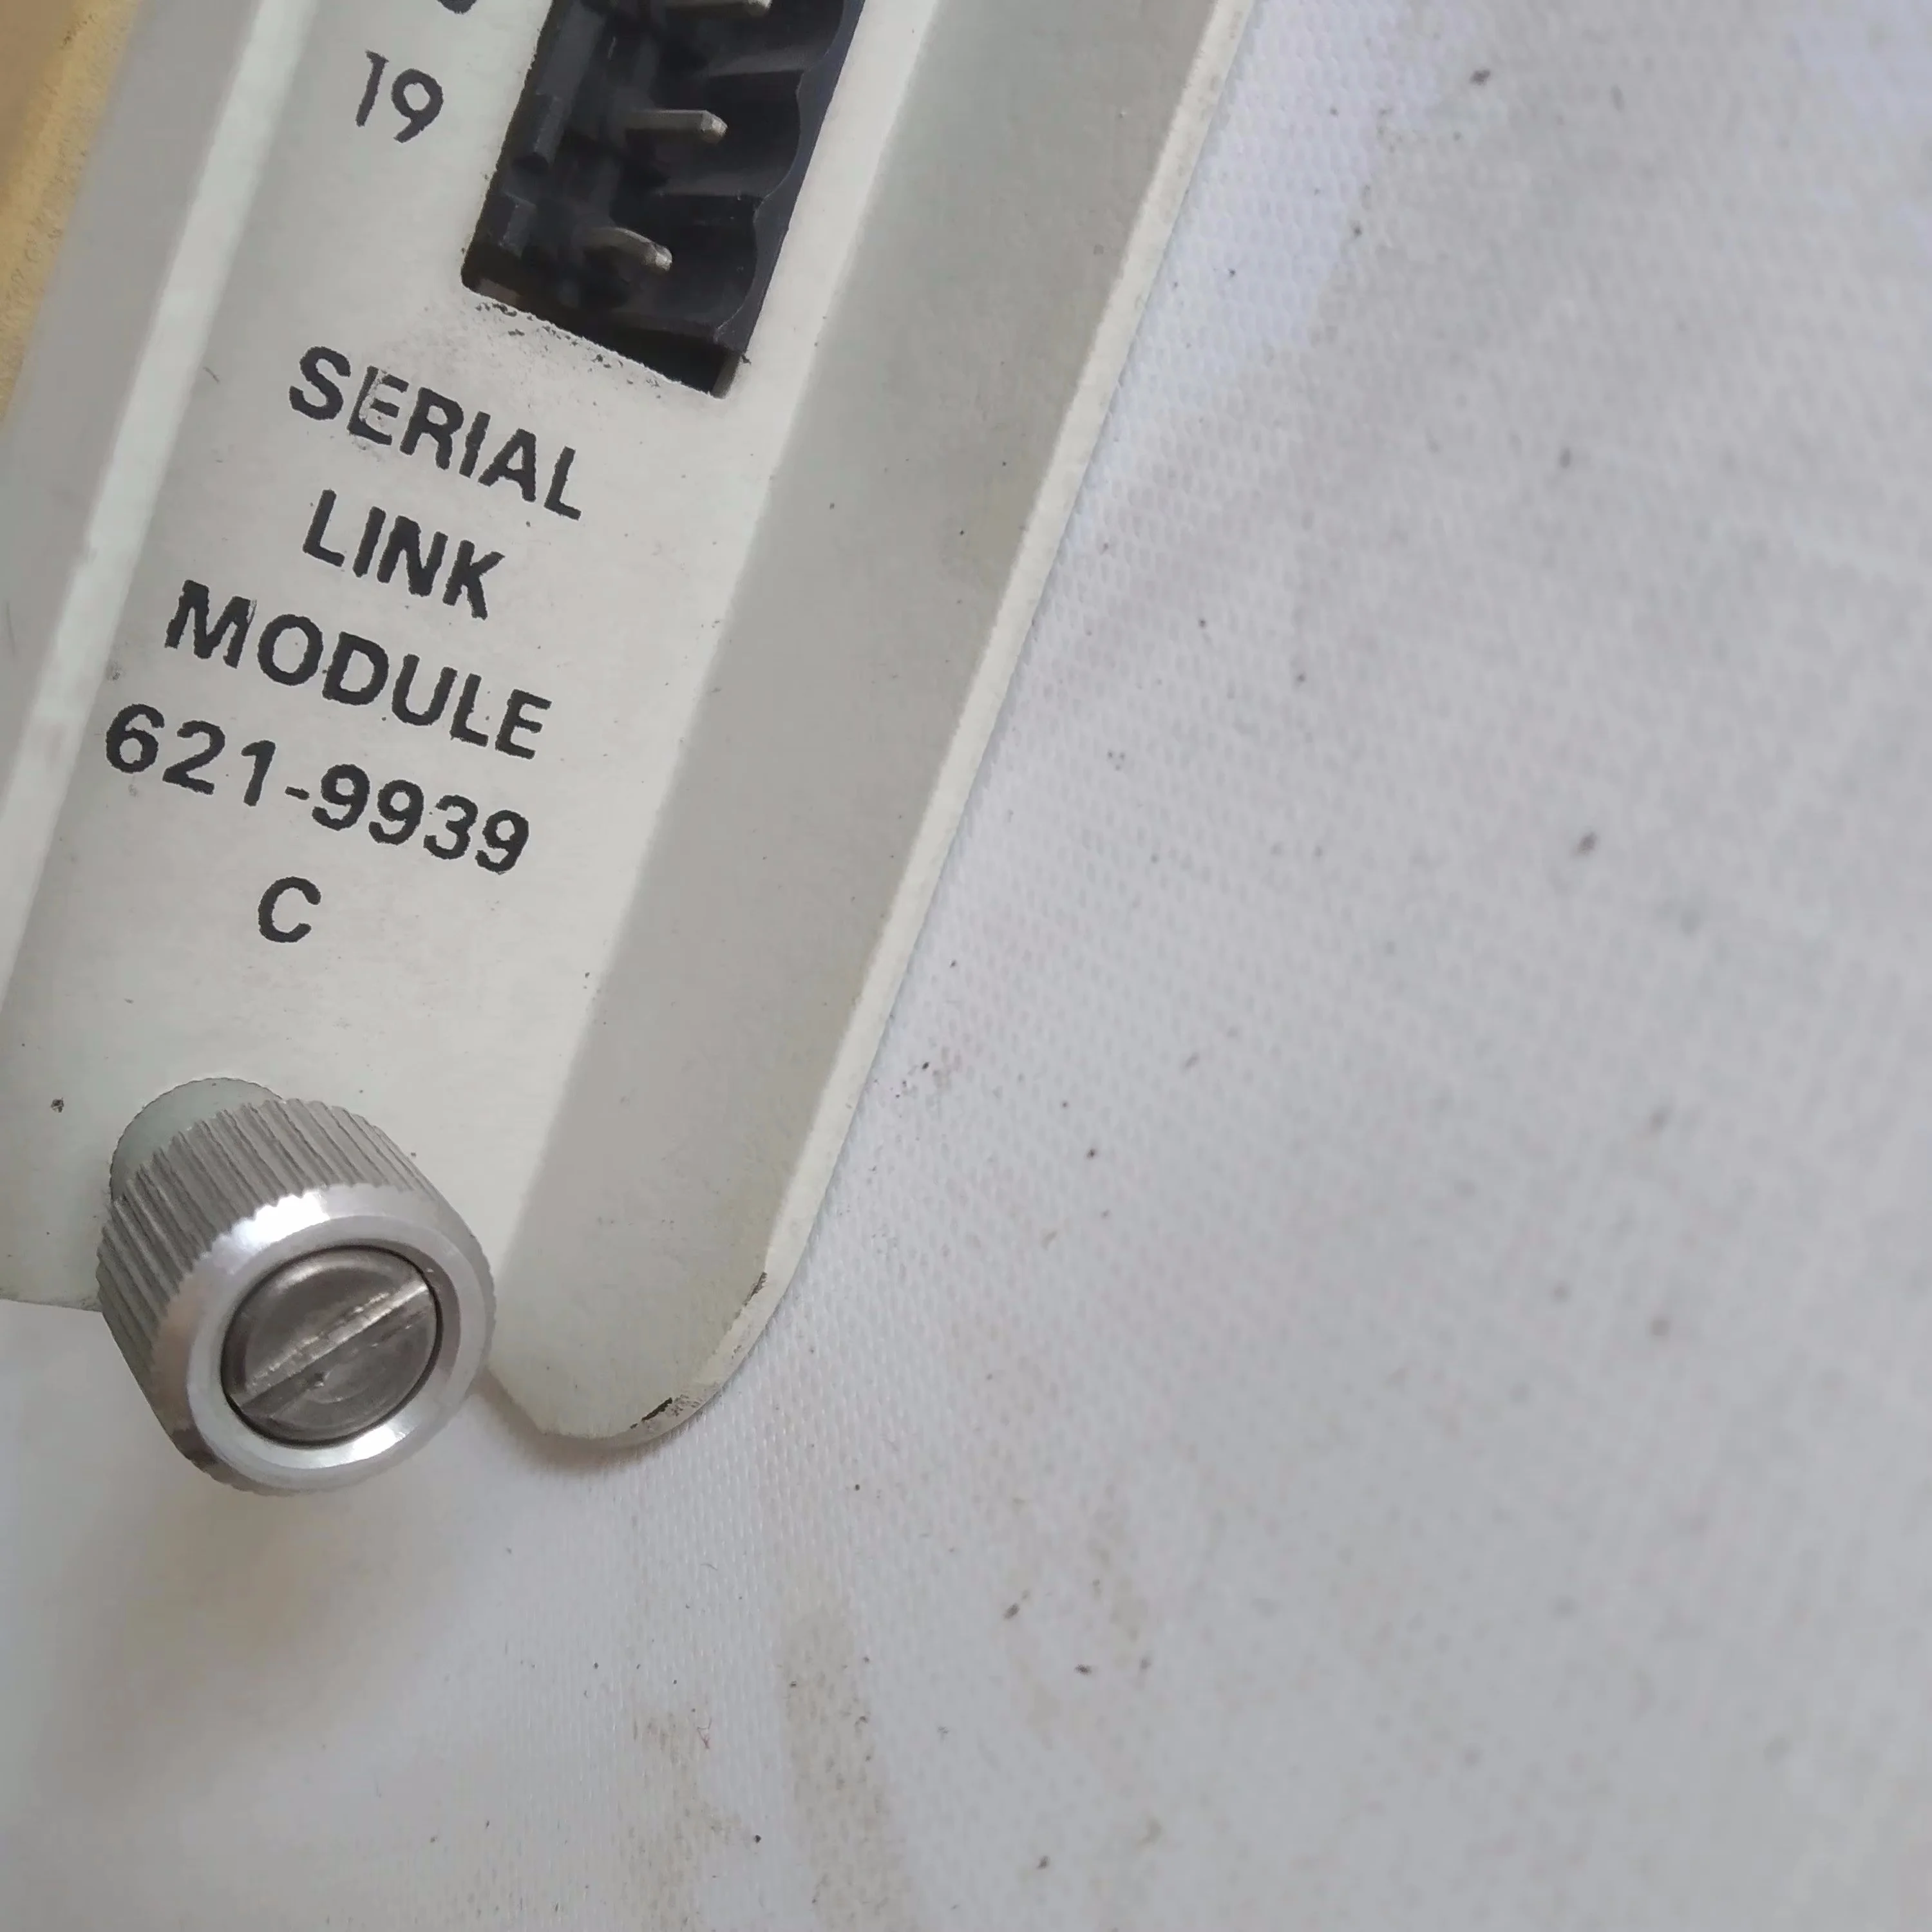 19
SERIAL
LINK
MODULE
621-9939
C